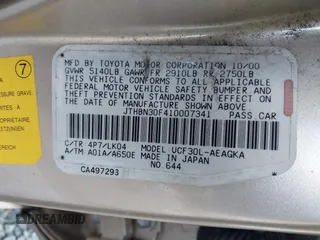 7
SURE GAVE
MFD BY TOYOTA MOTOR CORPORATION 10/00
GVWR 5140LB GAWR FR 2910LB RR 2750LB
THIS VEHICLE CONFORMS TO ALL APPLICABLE
FEDERAL MOTOR VEHICLE SAFETY, BUMPER, AND
THEFT PREVENTION STANDARDS IN EFFECT ON
THE DATE OF MANUFACTURE SHOWN ABOVE.
JTHBN30F410007341 PASS CAR
C/TR 4P7/LK04 MODEL UCF30L-AEAGKA
A/TM A01A/A650E MADE IN JAPAN
NO.644
CA497293